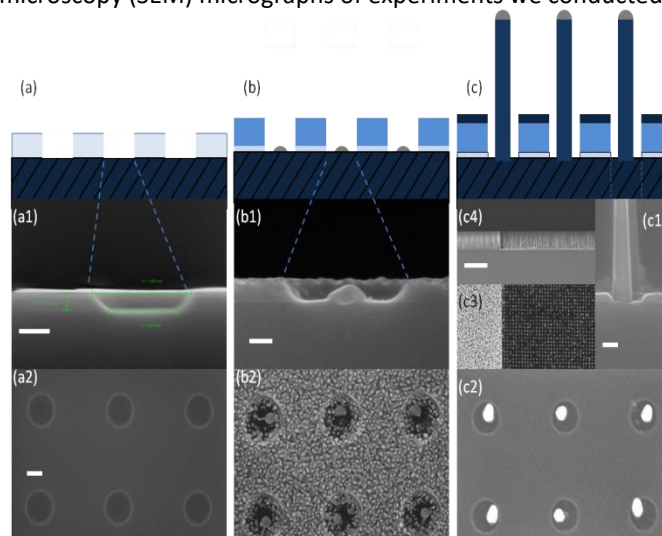 microscopy (SEM) micrographs of experiments we conducted
(a)
(b)
(c)
(a1)
(b1)
(c4)
(c1
(c3)
(a2)
(b2)
(c2)